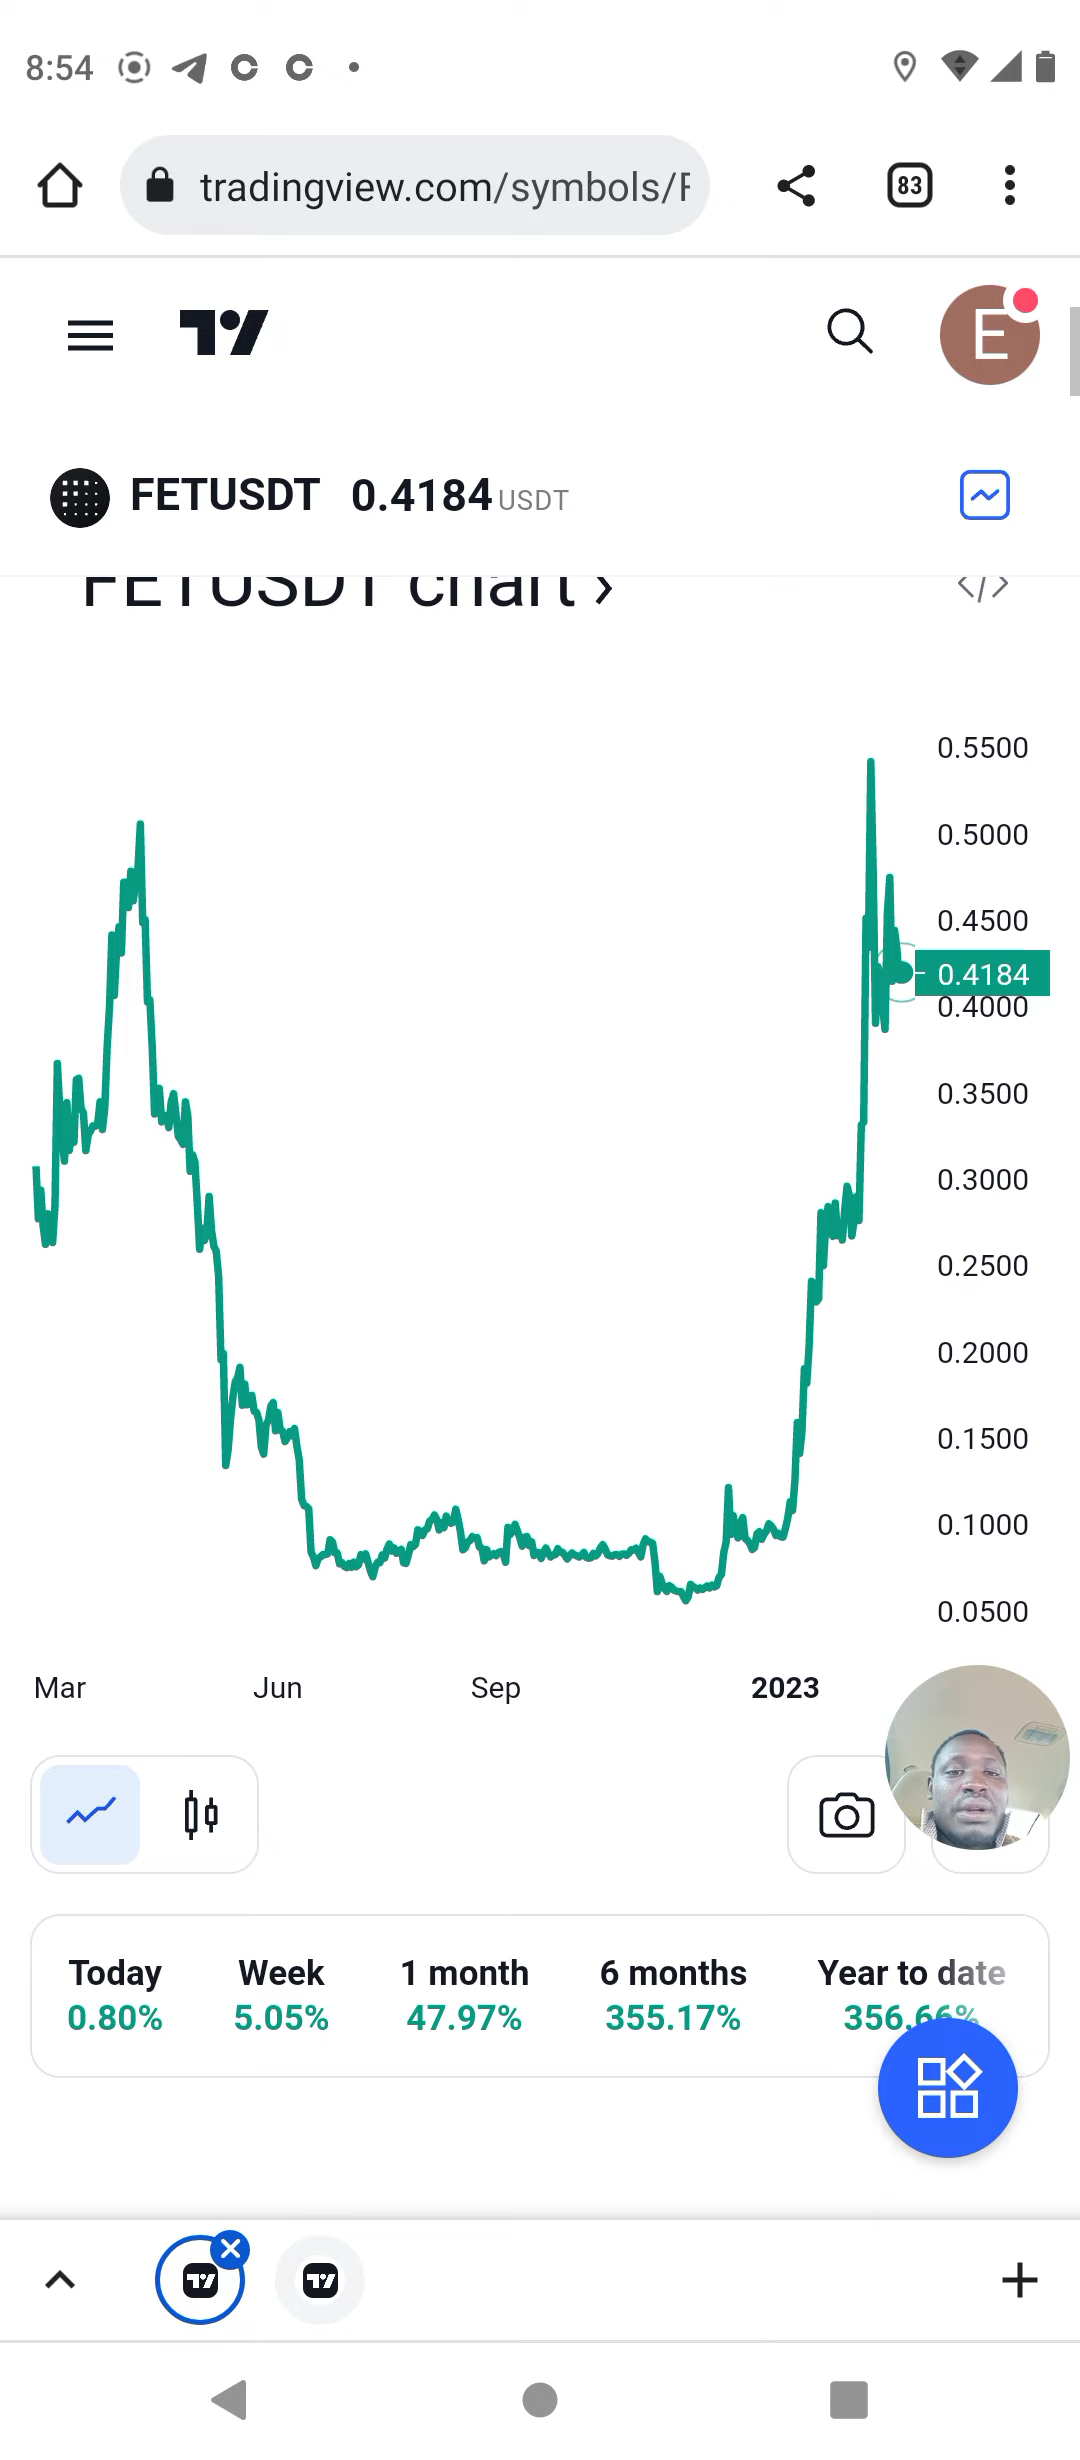 8:54
tradingview.com/symbols/F
83
E
FETUSDT 0.4184 USDT
FETUSDT chart
0.5500
0.5000
0.4500
0.4184
0.4000
0.3500
0.3000
0.2500
0.2000
0.1500
0.1000
0.0500
Mar Jun Sep 2023
Today Week 1 month 6 months Year to date
0.80% 5.05% 47.97% 355.17% 356.66%